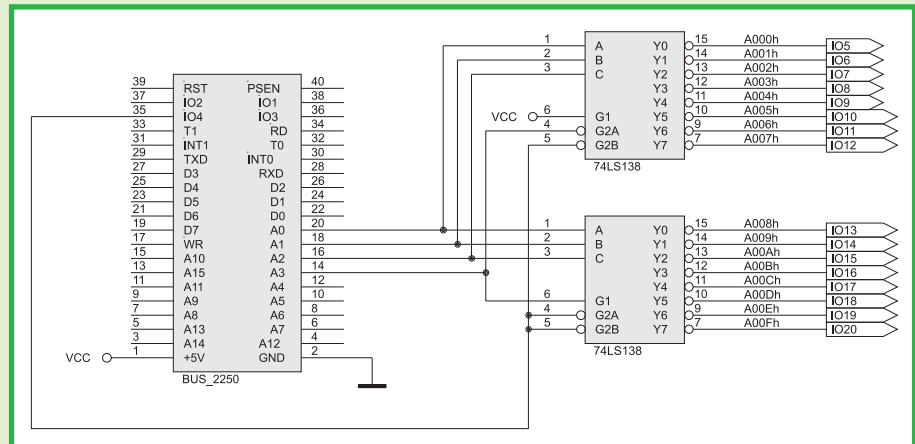 39 RST PSEN 40
37 IO2 IO1 38
35 IO4 IO3 36
33 T1 RD 34
31 INT1 T0 32
29 TXD INT0 30
27 D3 RXD 28
25 D4 D2 26
23 D5 D1 24
21 D6 D0 22
19 D7 A0 20
17 WR A1 18
15 A10 A2 16
13 A15 A3 14
11 A11 A4 12
9 A9 A5 10
7 A8 A6 8
5 A13 A7 6
3 A14 A12 4
VCC 1 +5V GND 2
BUS_2250
1 A Y0 15 A000h IO5
2 B Y1 14 A001h IO6
3 C Y2 13 A002h IO7
Y3 12 A003h IO8
Y4 11 A004h IO9
VCC 6 G1 Y5 10 A005h IO10
4 G2A Y6 9 A006h IO11
5 G2B Y7 7 A007h IO12
74LS138
1 A Y0 15 A008h IO13
2 B Y1 14 A009h IO14
3 C Y2 13 A00Ah IO15
Y3 12 A00Bh IO16
Y4 11 A00Ch IO17
6 G1 Y5 10 A00Dh IO18
4 G2A Y6 9 A00Eh IO19
5 G2B Y7 7 A00Fh IO20
74LS138